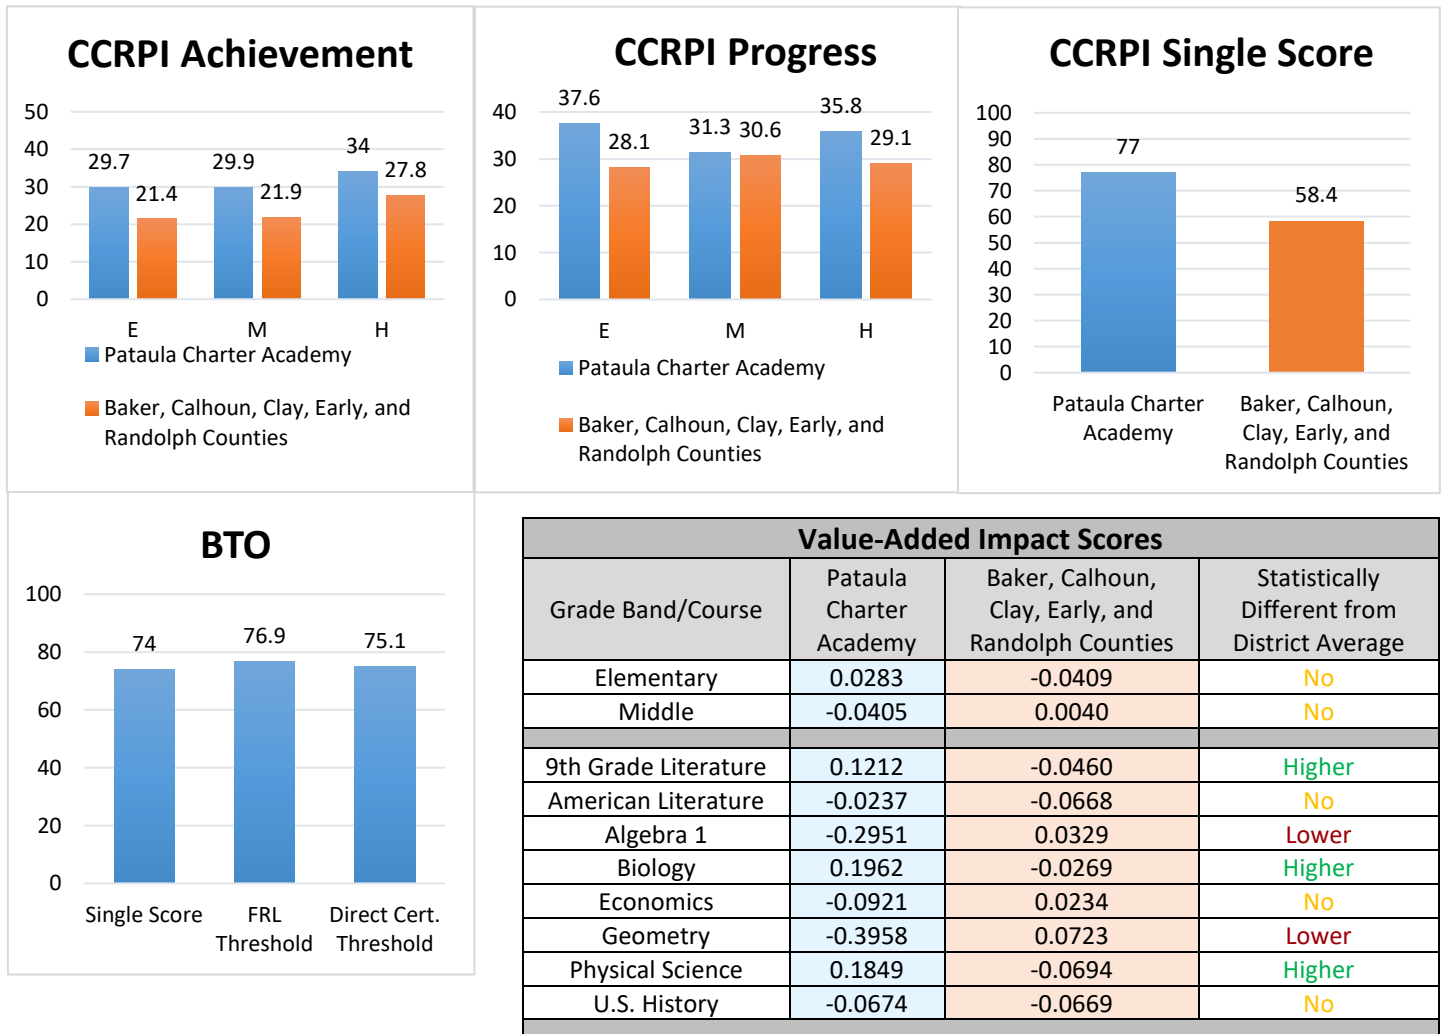 CCRPI Achievement
50
40
30
20
10
0
29.7
21.4
29.9
21.9
34
27.8
E M H
Pataula Charter Academy
Baker, Calhoun, Clay, Early, and
Randolph Counties
CCRPI Progress
40
30
20
10
0
37.6
28.1
31.3
30.6
35.8
29.1
E M H
Pataula Charter Academy
Baker, Calhoun, Clay, Early, and
Randolph Counties
CCRPI Single Score
100
90
80
70
60
50
40
30
20
10
0
77
58.4
Pataula Charter
Academy
Baker, Calhoun,
Clay, Early, and
Randolph Counties
BTO
100
80
60
40
20
0
74
76.9
75.1
Single Score
FRL
Threshold
Direct Cert.
Threshold
Value-Added Impact Scores
Grade Band/Course
Pataula
Charter
Academy
Baker, Calhoun,
Clay, Early, and
Randolph Counties
Statistically
Different from
District Average
Elementary 0.0283 -0.0409 No
Middle -0.0405 0.0040 No
9th Grade Literature 0.1212 -0.0460 Higher
American Literature -0.0237 -0.0668 No
Algebra 1 -0.2951 0.0329 Lower
Biology 0.1962 -0.0269 Higher
Economics -0.0921 0.0234 No
Geometry -0.3958 0.0723 Lower
Physical Science 0.1849 -0.0694 Higher
U.S. History -0.0674 -0.0669 No